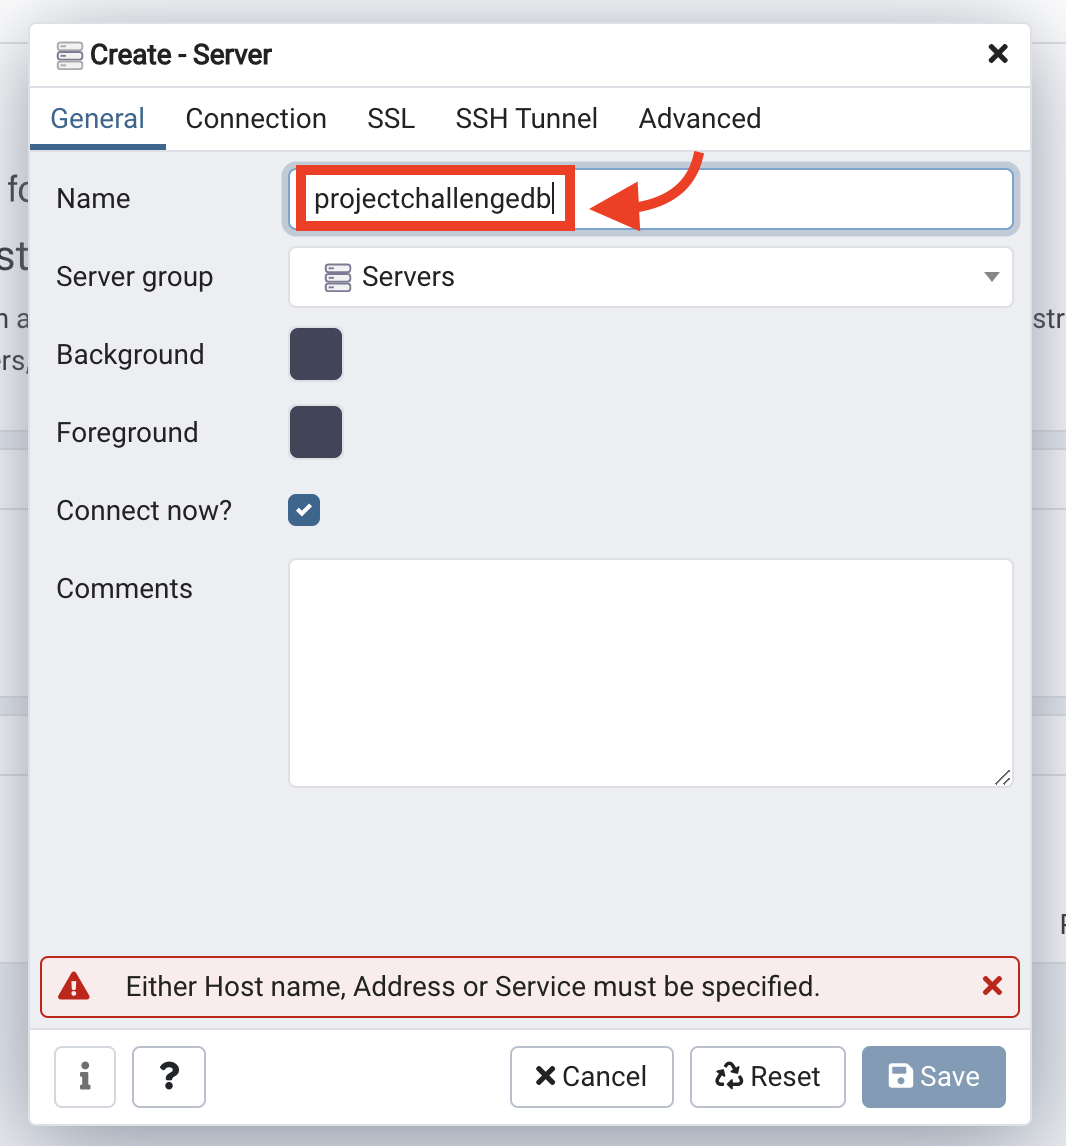 Create - Server
General Connection SSL SSH Tunnel Advanced
Name projectchallengedb
Server group Servers
Background
Foreground
Connect now?
Comments
Either Host name, Address or Service must be specified.
i ? Cancel Reset Save